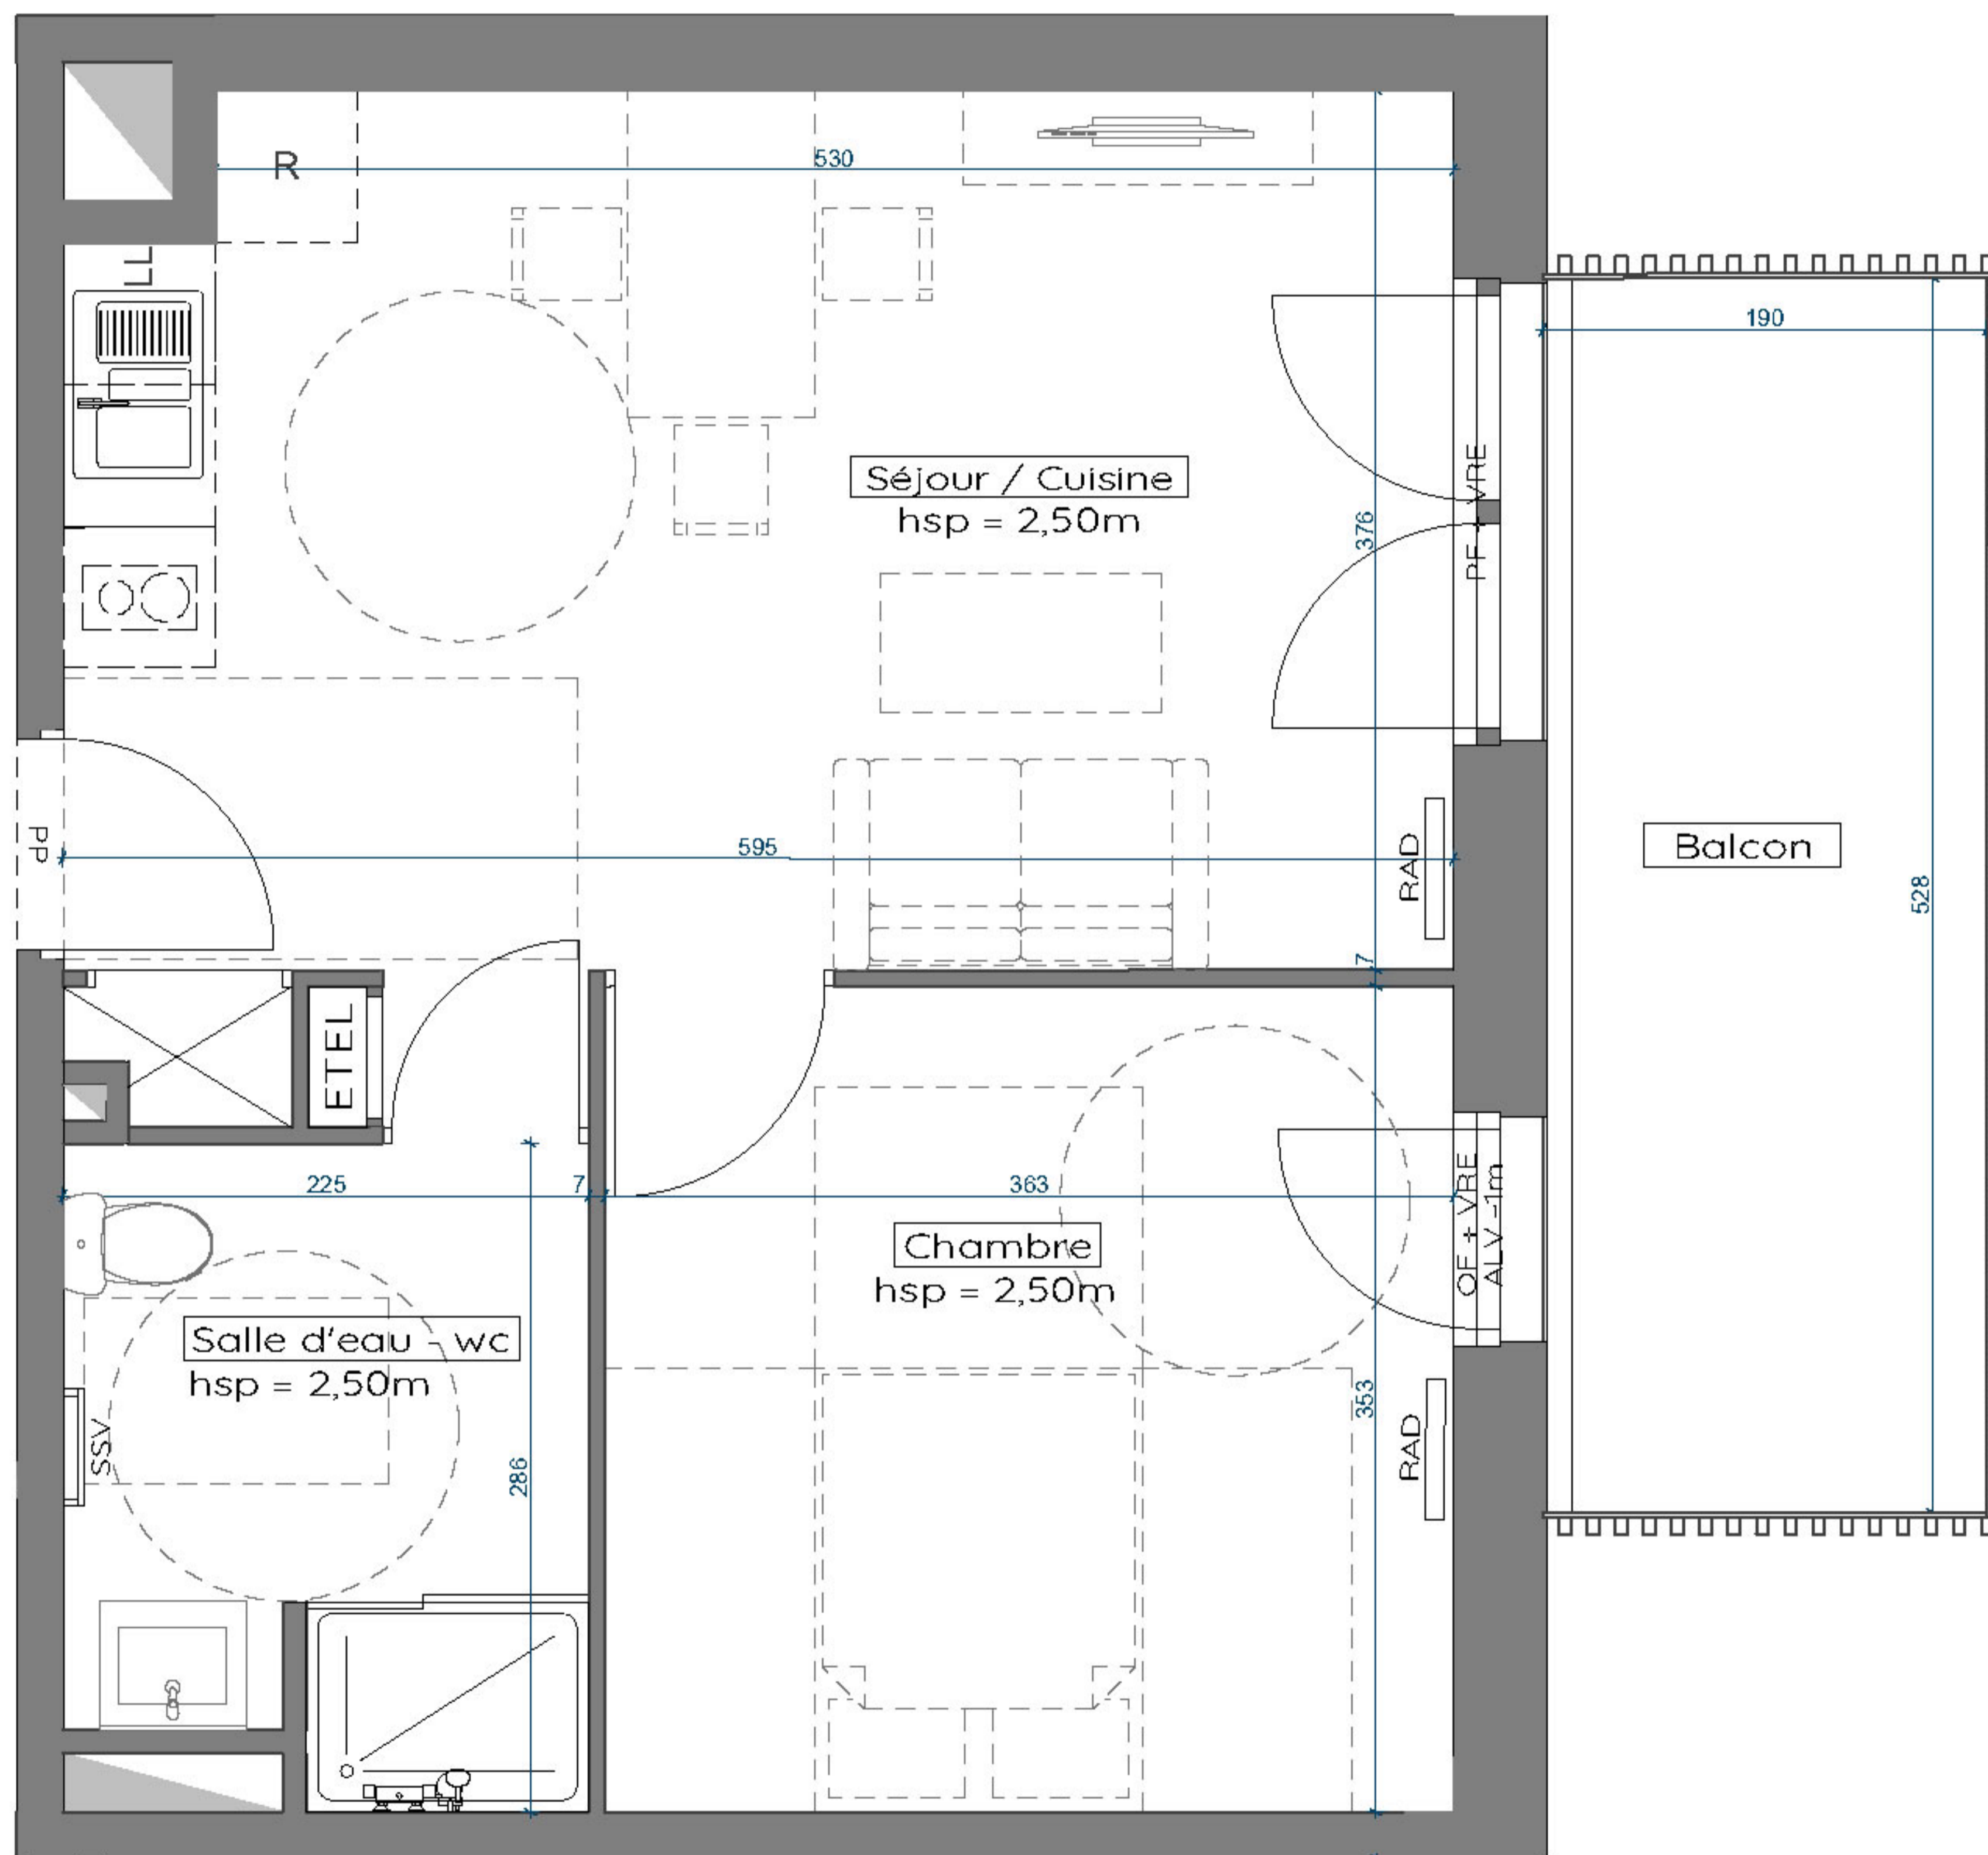 530
R
LL
190
Séjour / Cuisine
hsp = 2,50m
PF + VRE
376
PP
595
RAD
Balcon
528
7
ETEL
225
7
363
OF + VRE
ALV -1m
Chambre
hsp = 2,50m
Salle d'eau - wc
hsp = 2,50m
353
RAD
SSV
286